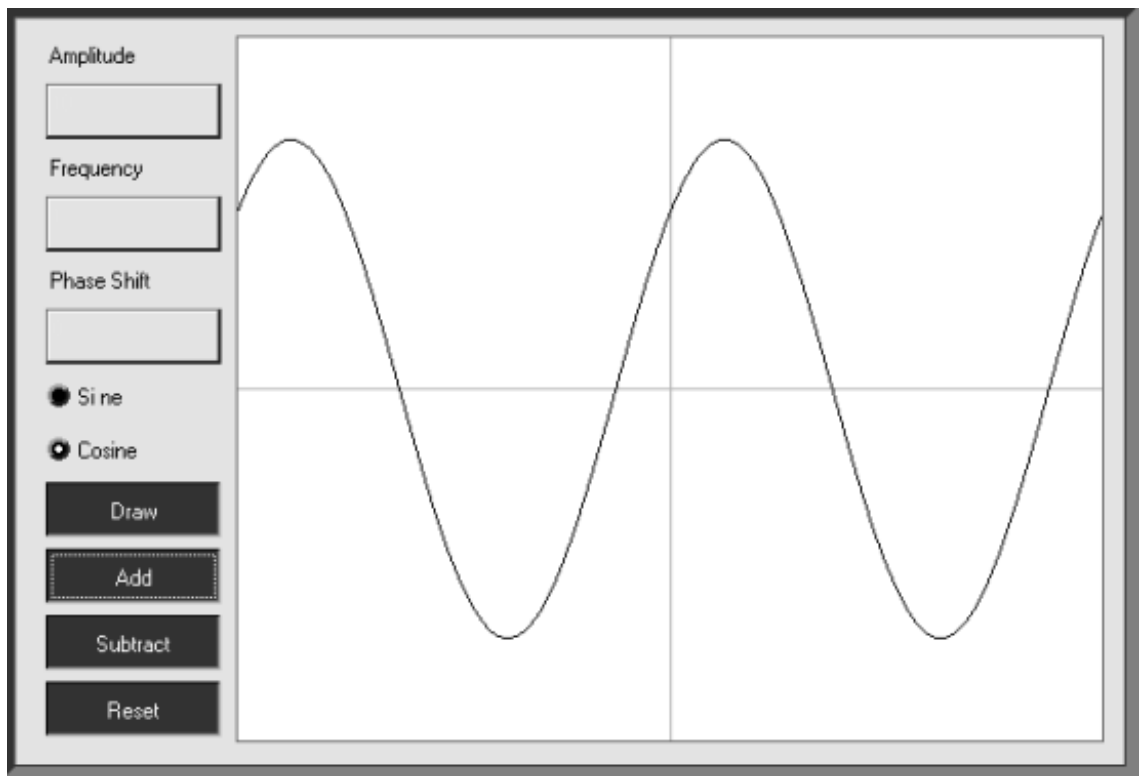 Amplitude
Frequency
Phase Shift
Si ne
Cosine
Draw
Add
Subtract
Reset